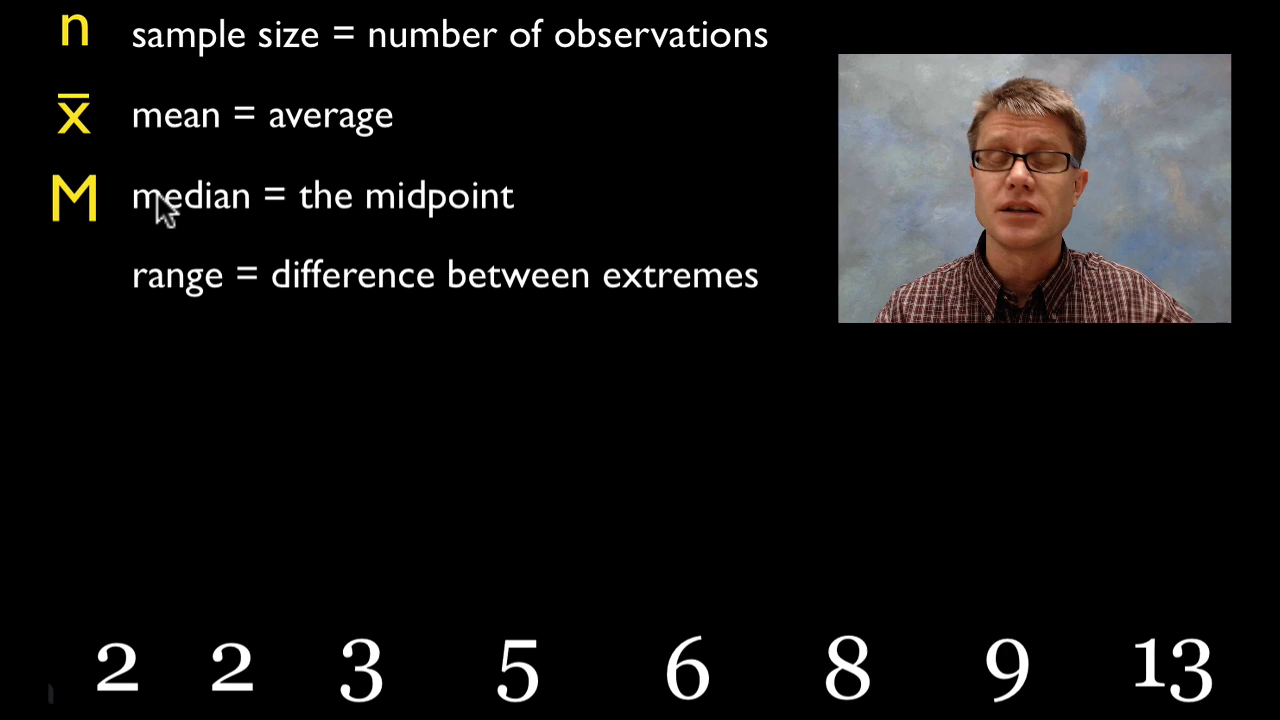 n sample size = number of observations
x̄ mean = average
M median = the midpoint
range = difference between extremes
2 2 3 5 6 8 9 13